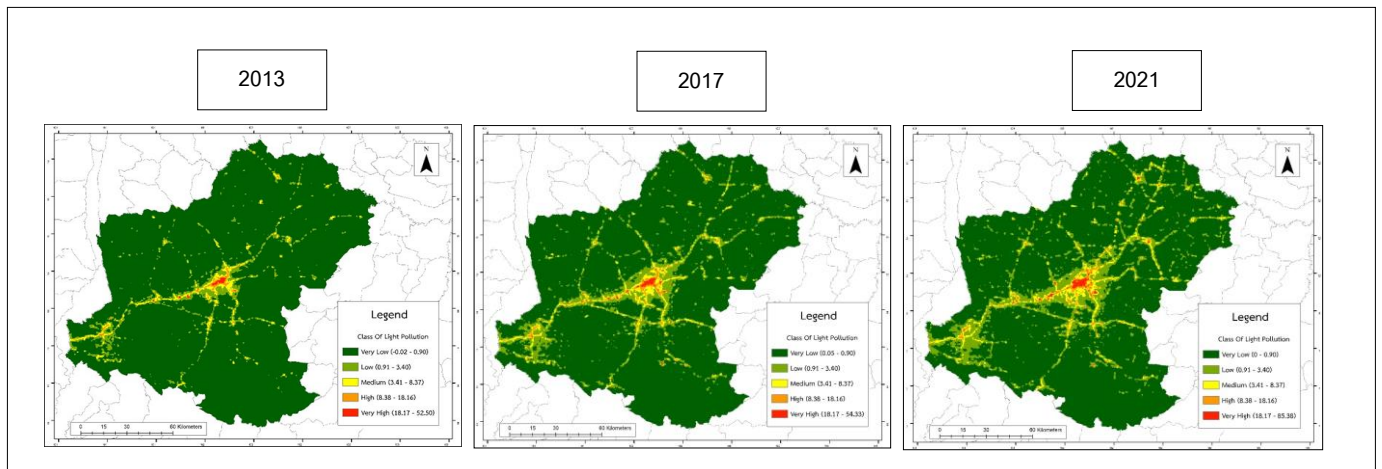 2013
2017
2021
N
Legend
Class Of Light Pollution
Very Low (-0.02 - 0.90)
Low (0.91 - 3.40)
Medium (3.41 - 8.37)
High (8.38 - 18.16)
Very High (18.17 - 52.50)
0 15 30 60 Kilometers
N
Legend
Class Of Light Pollution
Very Low (0.05 - 0.90)
Low (0.91 - 3.40)
Medium (3.41 - 8.37)
High (8.38 - 18.16)
Very High (18.17 - 54.33)
0 15 30 60 Kilometers
N
Legend
Class Of Light Pollution
Very Low (0 - 0.90)
Low (0.91 - 3.40)
Medium (3.41 - 8.37)
High (8.38 - 18.16)
Very High (18.17 - 85.38)
0 15 30 60 Kilometers